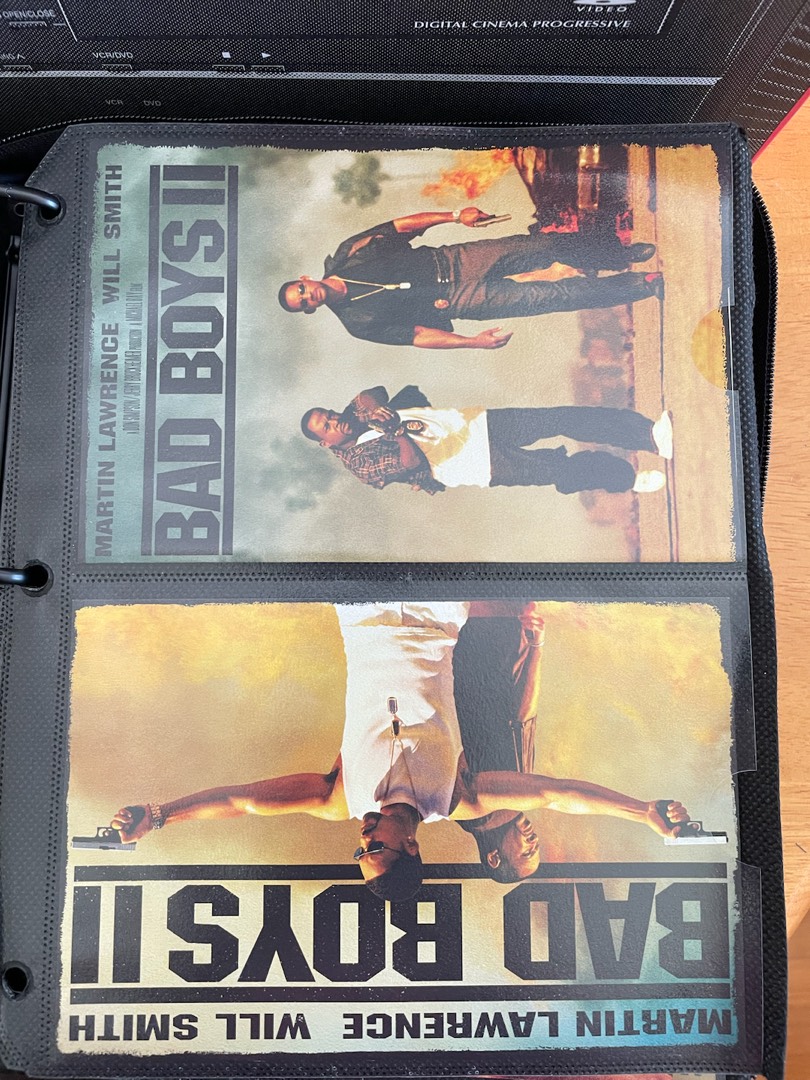 VIDEO
DIGITAL CINEMA PROGRESSIVE
OPEN/CLOSE
VCR/DVD
VCR DVD
MARTIN LAWRENCE WILL SMITH
BAD BOYS II
MARTIN LAWRENCE WILL SMITH
BAD BOYS II